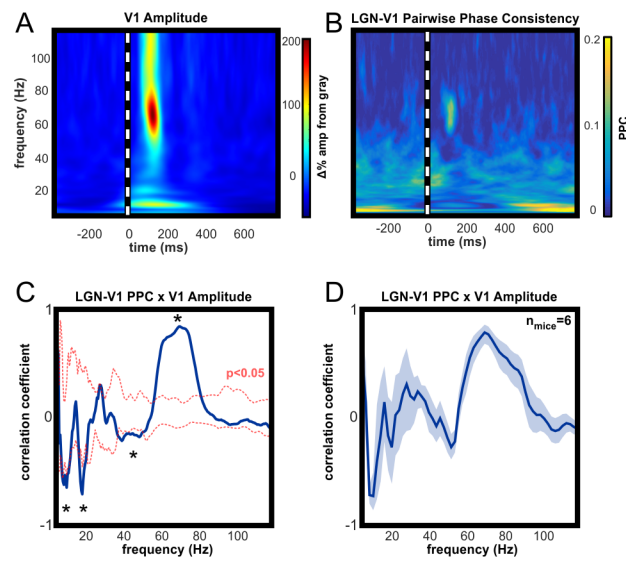 A
V1 Amplitude
frequency (Hz)
100
80
60
40
20
-200 0 200 400 600
time (ms)
200
100
0
Δ% amp from gray
B
LGN-V1 Pairwise Phase Consistency
-200 0 200 400 600
time (ms)
0.2
0.1
0
PPC
C
LGN-V1 PPC x V1 Amplitude
correlation coefficient
1
0
-1
*
p<0.05
*
* *
20 40 60 80 100
frequency (Hz)
D
LGN-V1 PPC x V1 Amplitude
nmice=6
correlation coefficient
1
0
-1
20 40 60 80 100
frequency (Hz)